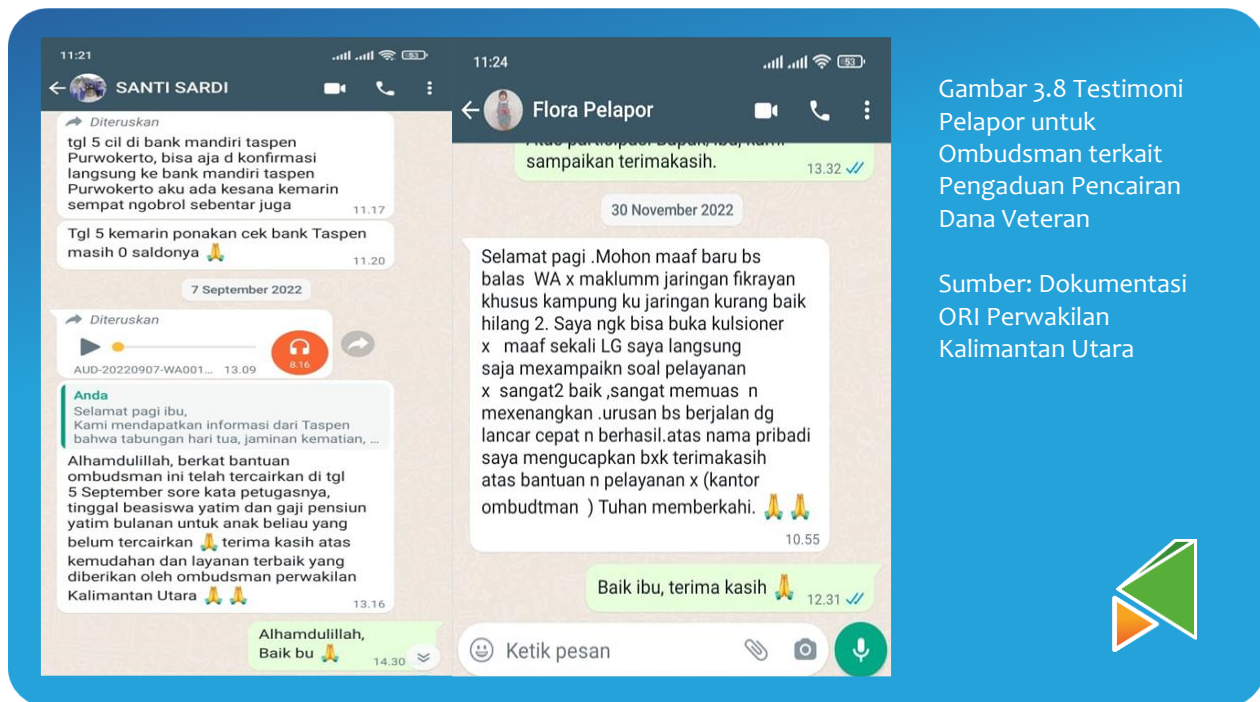 11:21
53
SANTI SARDI
Diteruskan
tgl 5 cil di bank mandiri taspen
Purwokerto, bisa aja d konfirmasi
langsung ke bank mandiri taspen
Purwokerto aku ada kesana kemarin
sempat ngobrol sebentar juga
11.17
Tgl 5 kemarin ponakan cek bank Taspen
masih 0 saldonya 🙏
11.20
7 September 2022
Diteruskan
8.16
AUD-20220907-WA001... 13.09
Anda
Selamat pagi ibu,
Kami mendapatkan informasi dari Taspen
bahwa tabungan hari tua, jaminan kematian, ...
Alhamdulillah, berkat bantuan
ombudsman ini telah tercairkan di tgl
5 September sore kata petugasnya,
tinggal beasiswa yatim dan gaji pensiun
yatim bulanan untuk anak beliau yang
belum tercairkan 🙏 terima kasih atas
kemudahan dan layanan terbaik yang
diberikan oleh ombudsman perwakilan
Kalimantan Utara 🙏 🙏
13.16
Alhamdulillah,
Baik bu 🙏
14.30
11:24
53
Flora Pelapor
sampaikan terimakasih.
13.32
30 November 2022
Selamat pagi .Mohon maaf baru bs
balas WA x maklumm jaringan fikrayan
khusus kampung ku jaringan kurang baik
hilang 2. Saya ngk bisa buka kulsioner
x maaf sekali LG saya langsung
saja mexampaikn soal pelayanan
x sangat2 baik ,sangat memuas n
mexenangkan .urusan bs berjalan dg
lancar cepat n berhasil.atas nama pribadi
saya mengucapkan bxk terimakasih
atas bantuan n pelayanan x (kantor
ombudtman ) Tuhan memberkahi. 🙏 🙏
10.55
Baik ibu, terima kasih 🙏
12.31
Ketik pesan
Gambar 3.8 Testimoni
Pelapor untuk
Ombudsman terkait
Pengaduan Pencairan
Dana Veteran
Sumber: Dokumentasi
ORI Perwakilan
Kalimantan Utara